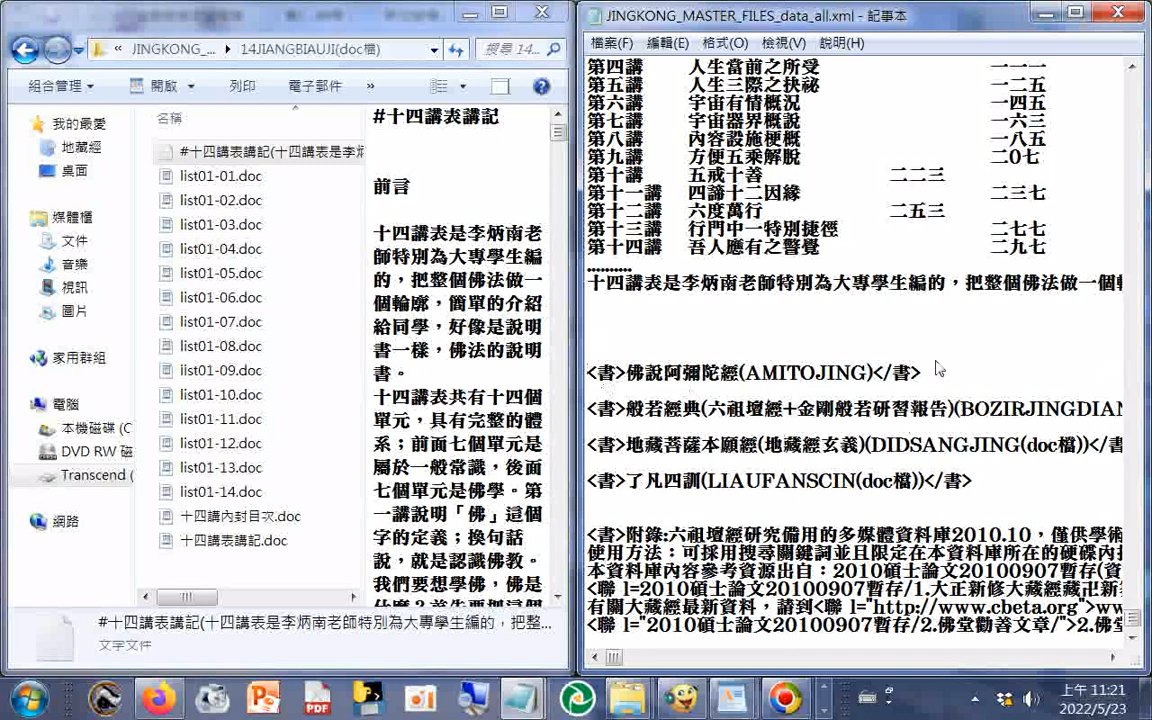 JINGKONG_...
14JIANGBIAUJI(doc檔)
搜尋 14...
組合管理
開啟
列印
電子郵件
»
我的最愛
地藏經
桌面
媒體櫃
文件
音樂
視訊
圖片
家用群組
電腦
本機磁碟 (C
DVD RW 磁
Transcend (
網路
名稱
#十四講表講記(十四講表是李炳
list01-01.doc
list01-02.doc
list01-03.doc
list01-04.doc
list01-05.doc
list01-06.doc
list01-07.doc
list01-08.doc
list01-09.doc
list01-10.doc
list01-11.doc
list01-12.doc
list01-13.doc
list01-14.doc
十四講內封目次.doc
十四講表講記.doc
#十四講表講記
前言
十四講表是李炳南老
師特別為大專學生編
的，把整個佛法做一
個輪廓，簡單的介紹
給同學，好像是說明
書一樣，佛法的說明
書。
十四講表共有十四個
單元，具有完整的體
系；前面七個單元是
屬於一般常識，後面
七個單元是佛學。第
一講說明「佛」這個
字的定義；換句話
說，就是認識佛教。
我們要想學佛，佛是
#十四講表講記(十四講表是李炳南老師特別為大專學生編的，把整...
文字文件
JINGKONG_MASTER_FILES_data_all.xml - 記事本
檔案(F) 編輯(E) 格式(O) 檢視(V) 說明(H)
第四講 人生當前之所受 一一一
第五講 人生三際之抉祕 一二五
第六講 宇宙有情概況 一四五
第七講 宇宙器界概說 一六三
第八講 內容設施梗概 一八五
第九講 方便五乘解脫 二0七
第十講 五戒十善 二二三
第十一講 四諦十二因緣 二三七
第十二講 六度萬行 二五三
第十三講 行門中一特別捷徑 二七七
第十四講 吾人應有之警覺 二九七
..........
十四講表是李炳南老師特別為大專學生編的，把整個佛法做一個
<書>佛說阿彌陀經(AMITOJING)</書>
<書>般若經典(六祖壇經+金剛般若研習報告)(BOZIRJINGDIAN
<書>地藏菩薩本願經(地藏經玄義)(DIDSANGJING(doc檔))</書
<書>了凡四訓(LIAUFANSCIN(doc檔))</書>
<書>附錄:六祖壇經研究備用的多媒體資料庫2010.10，僅供學術
使用方法：可採用搜尋關鍵詞並且限定在本資料庫所在的硬碟內
本資料庫內容參考資源出自：2010碩士論文20100907暫存(資
<聯 l=2010碩士論文20100907暫存/1.大正新修大藏經藏卍新
有關大藏經最新資料，請到<聯 l="http://www.cbeta.org">ww
<聯 l="2010碩士論文20100907暫存/2.佛堂勸善文章/">2.佛
上午 11:21
2022/5/23